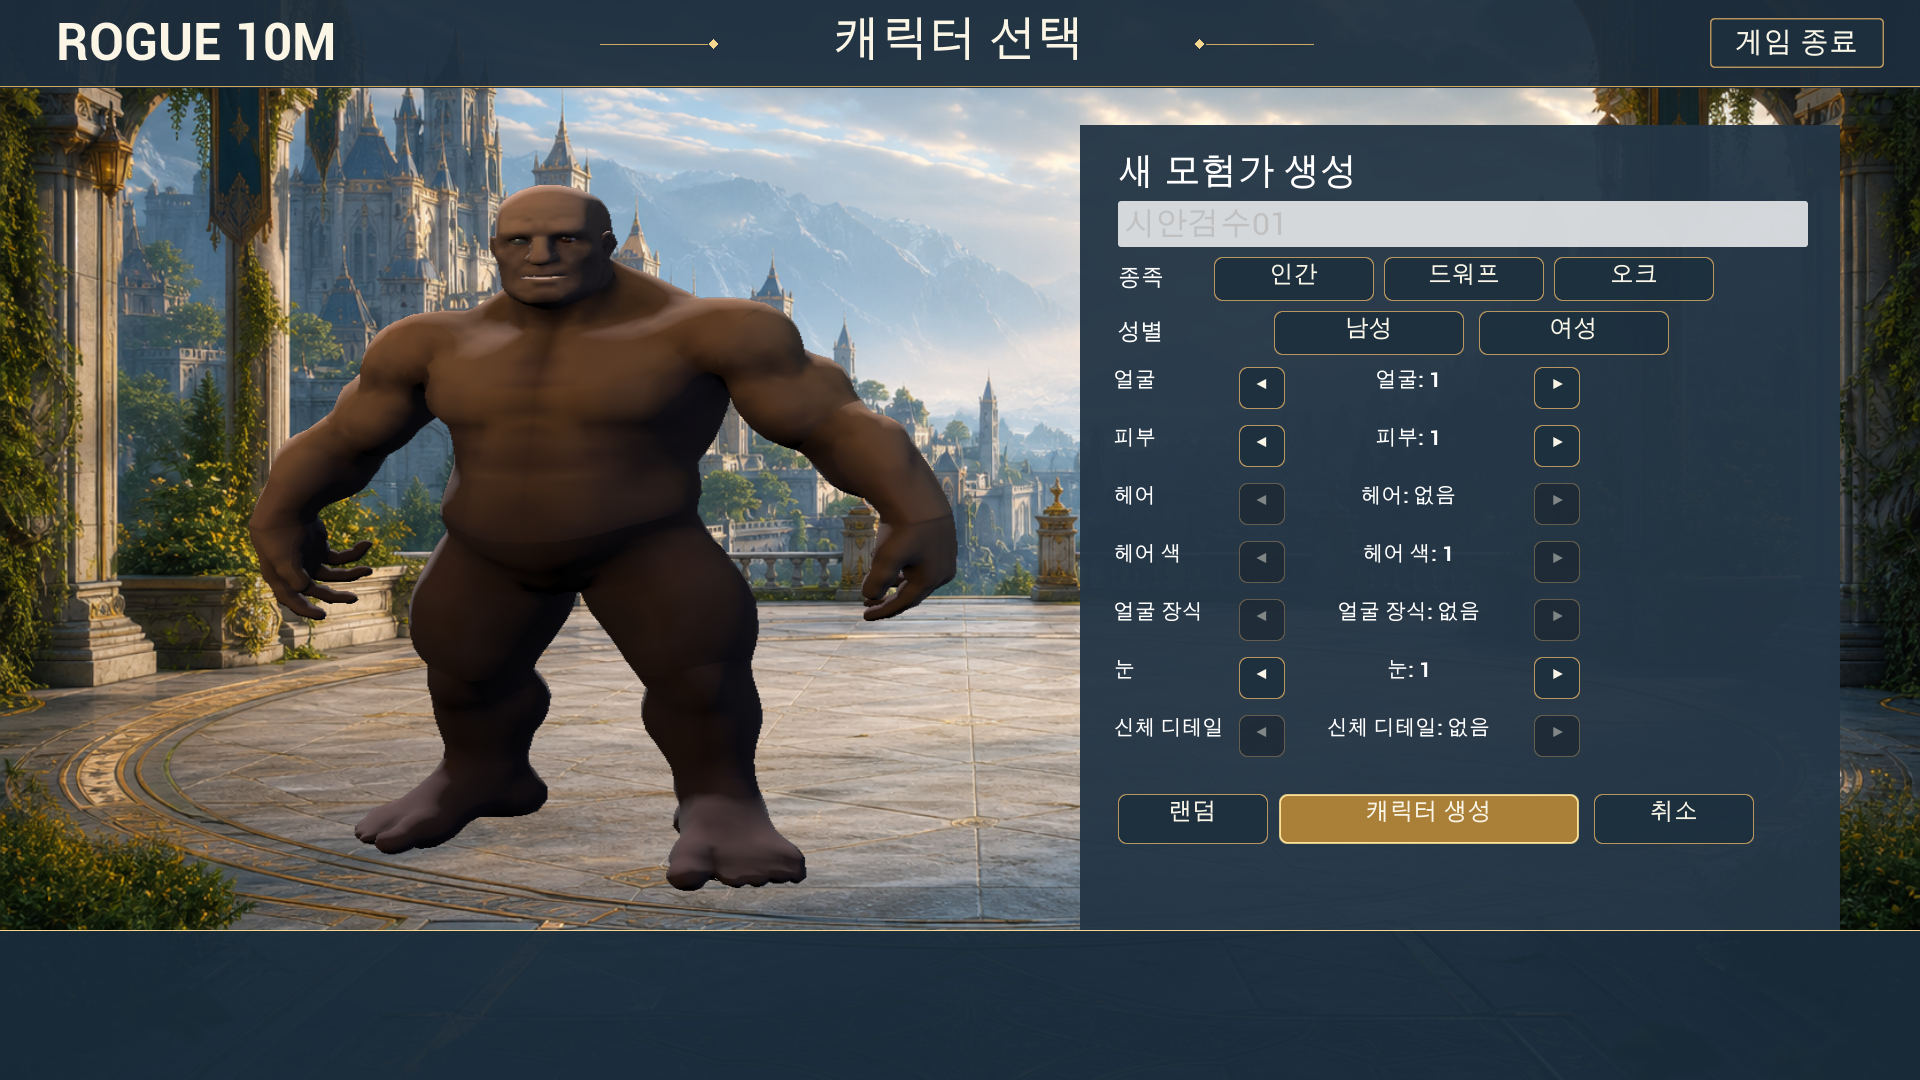 ROGUE 10M
캐릭터 선택
게임 종료
새 모험가 생성
시안검수01
종족 인간 드워프 오크
성별 남성 여성
얼굴 ◄ 얼굴: 1 ►
피부 ◄ 피부: 1 ►
헤어 ◄ 헤어: 없음 ►
헤어 색 ◄ 헤어 색: 1 ►
얼굴 장식 ◄ 얼굴 장식: 없음 ►
눈 ◄ 눈: 1 ►
신체 디테일 ◄ 신체 디테일: 없음 ►
랜덤 캐릭터 생성 취소